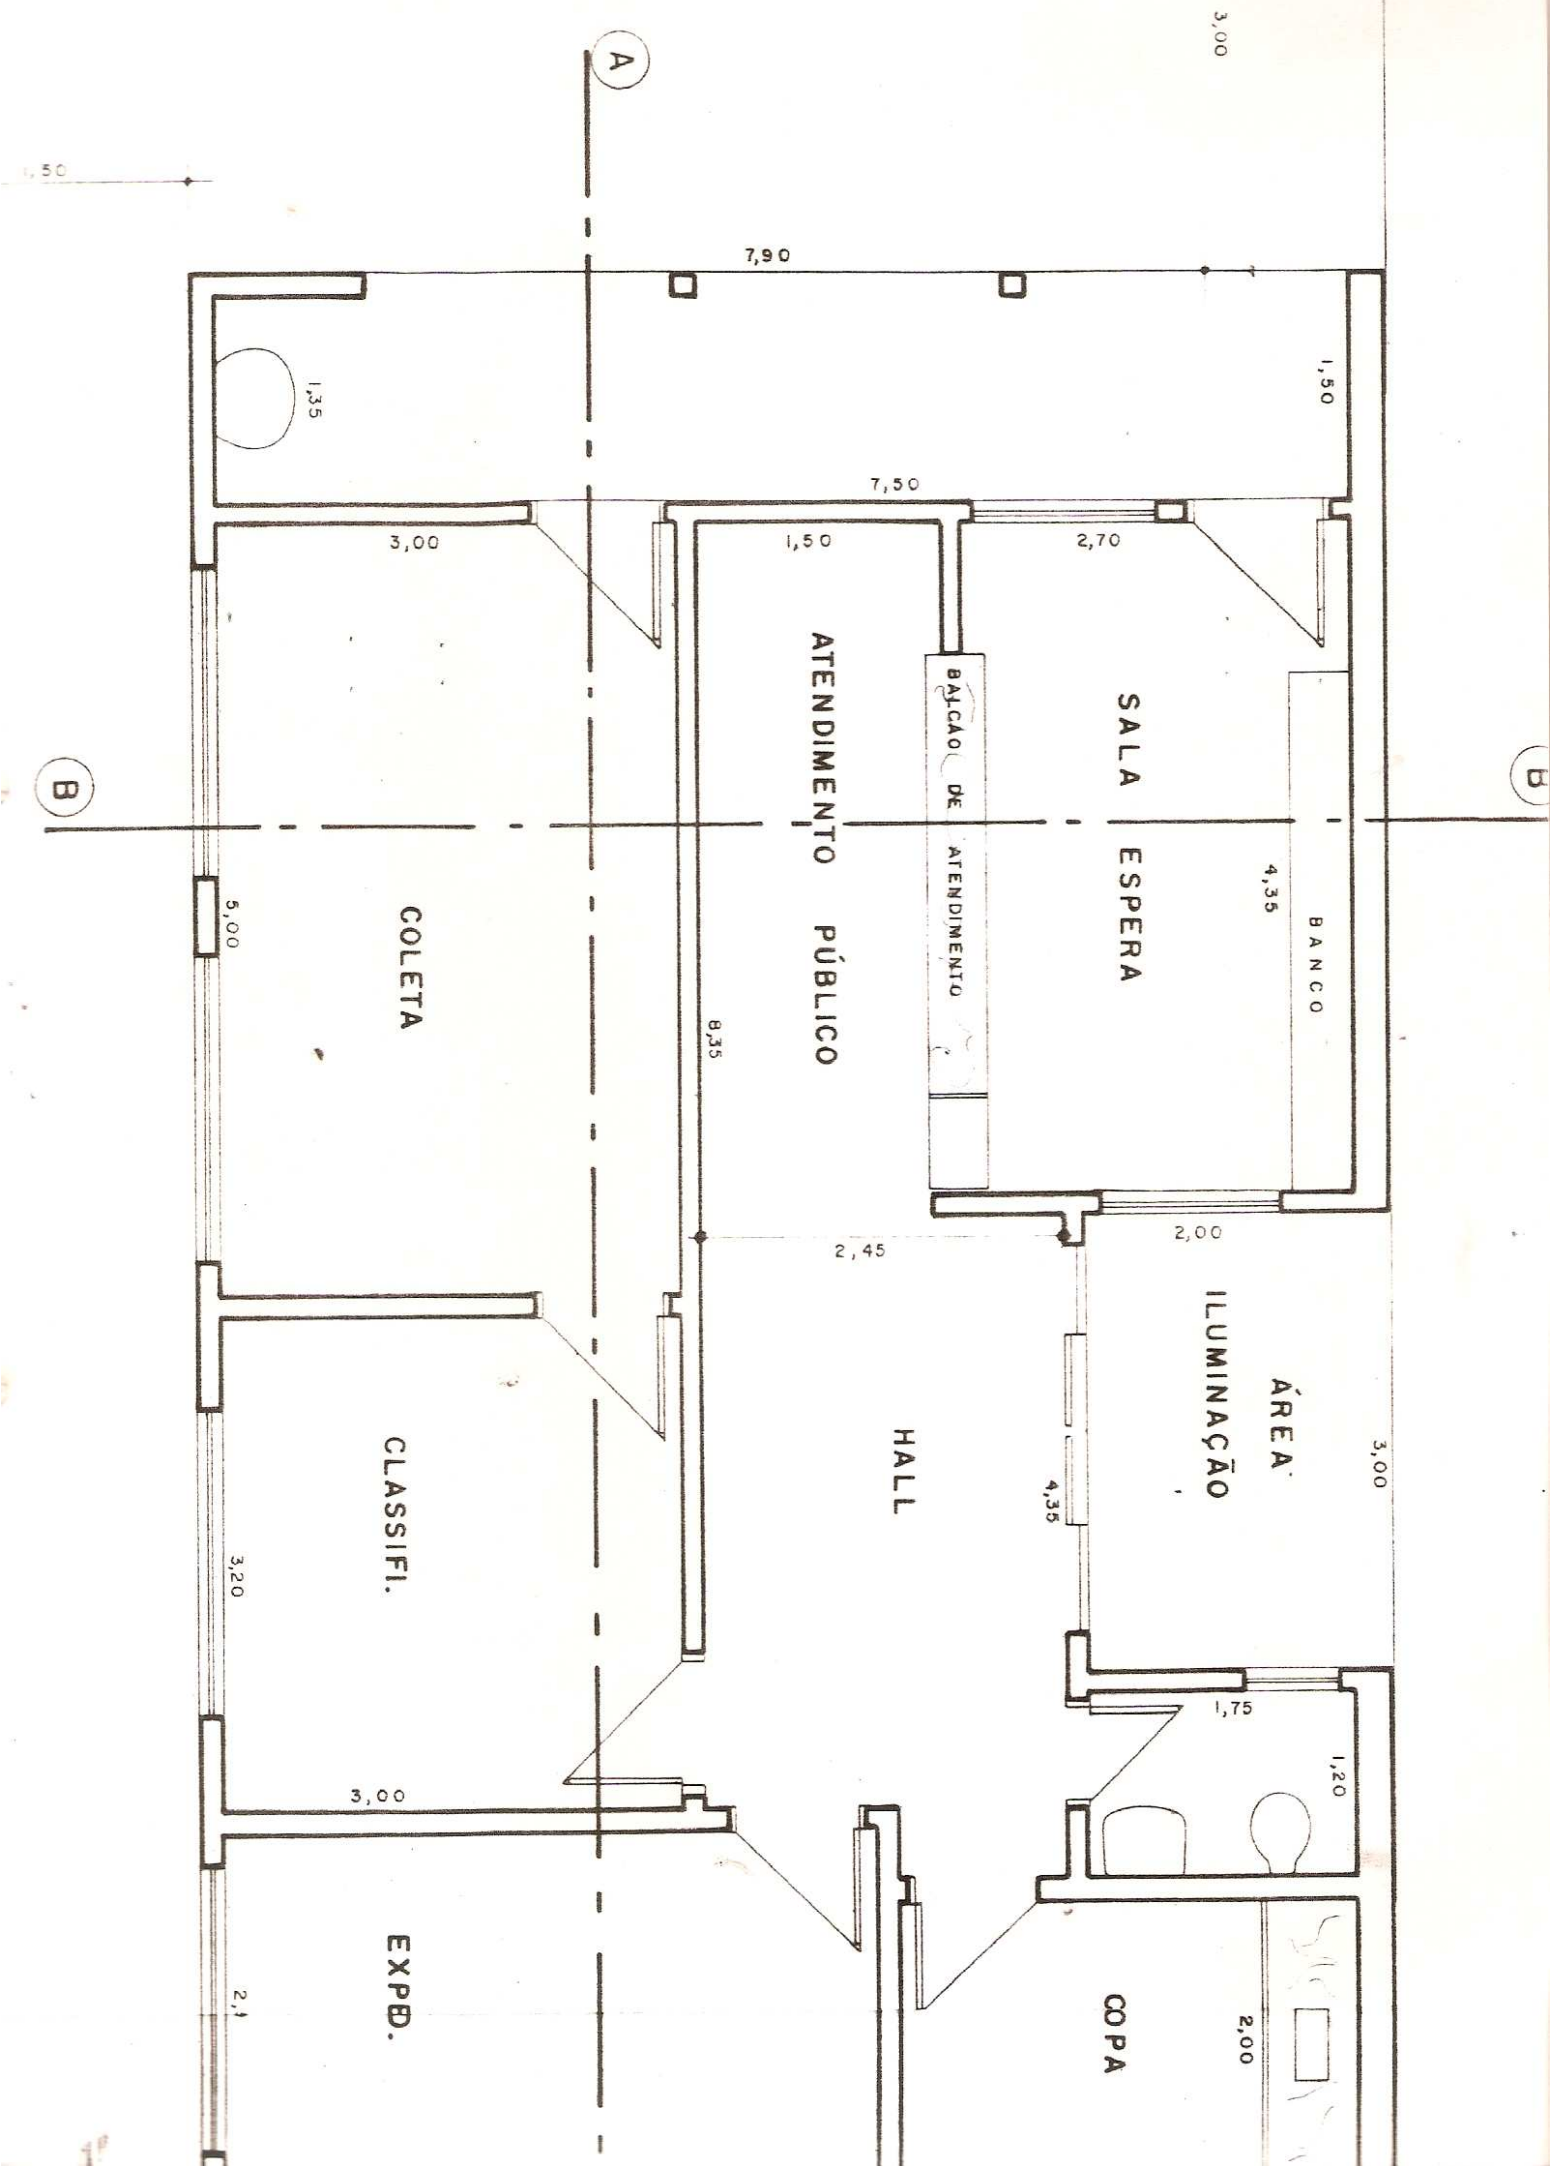 3,00
A
1,50
7,90
1,50
1,35
7,50
3,00
1,50
2,70
SALA ESPERA
BANCO
4,35
BALCÃO DE ATENDIMENTO
ATENDIMENTO PÚBLICO
8,35
COLETA
5,00
B
B
2,45
2,00
ÁREA
ILUMINAÇÃO
3,00
HALL
4,35
CLASSIFI.
3,20
3,00
1,75
1,20
EXPED.
COPA
2,00